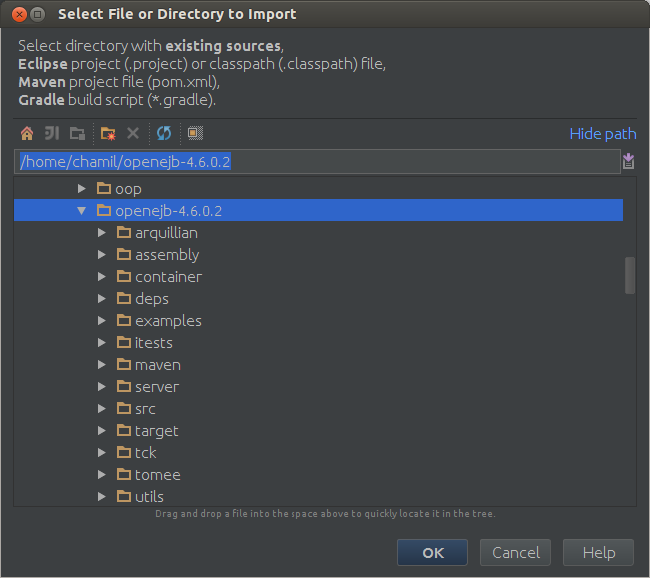 Select File or Directory to Import
Select directory with existing sources,
Eclipse project (.project) or classpath (.classpath) file,
Maven project file (pom.xml),
Gradle build script (*.gradle).
Hide path
/home/chamil/openejb-4.6.0.2
oop
openejb-4.6.0.2
arquillian
assembly
container
deps
examples
itests
maven
server
src
target
tck
tomee
utils
Drag and drop a file into the space above to quickly locate it in the tree.
OK Cancel Help